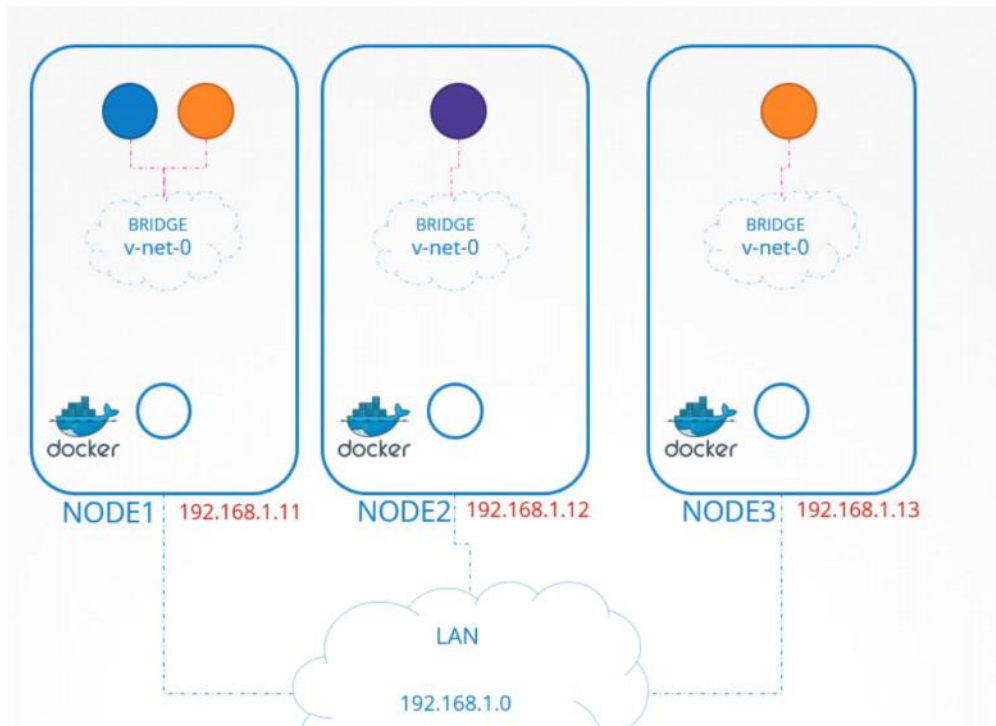 BRIDGE
v-net-0
BRIDGE
v-net-0
BRIDGE
v-net-0
docker
docker
docker
NODE1 192.168.1.11
NODE2 192.168.1.12
NODE3 192.168.1.13
LAN
192.168.1.0